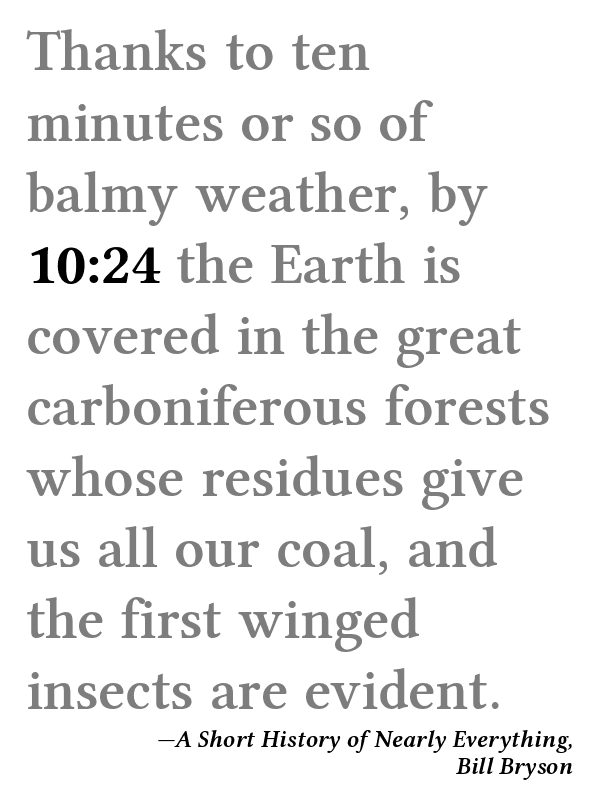 Thanks to ten
minutes or so of
balmy weather, by
10:24 the Earth is
covered in the great
carboniferous forests
whose residues give
us all our coal, and
the first winged
insects are evident.
—A Short History of Nearly Everything,
Bill Bryson